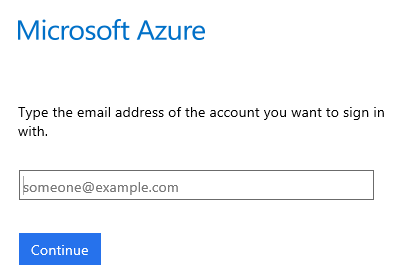 Microsoft Azure
Type the email address of the account you want to sign in
with.
someone@example.com
Continue